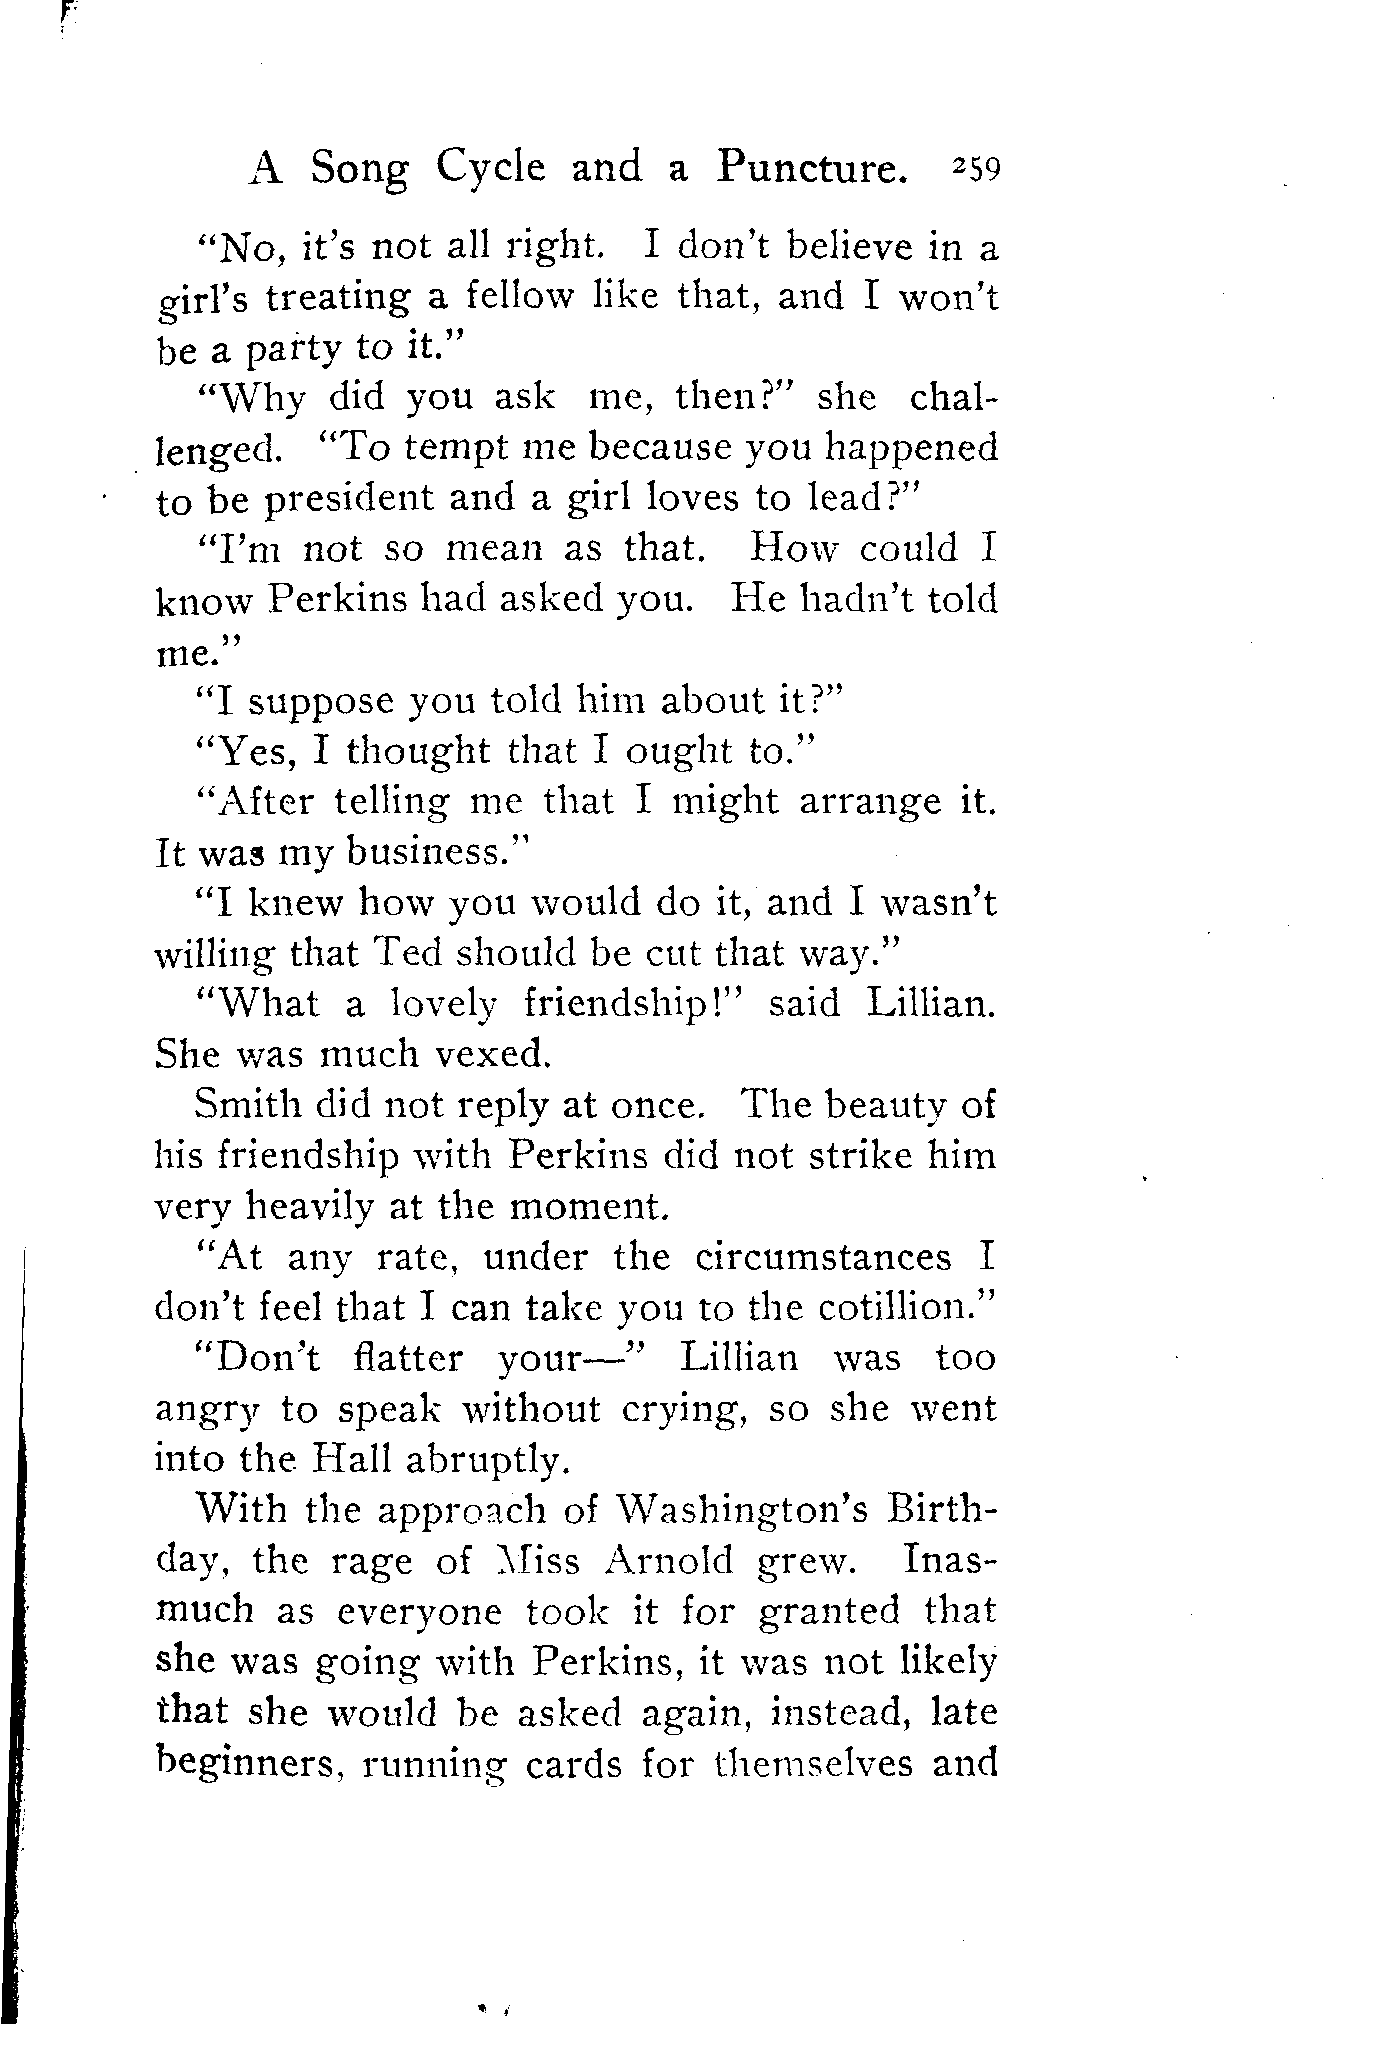 A Song Cycle and a Puncture. 259
"No, it's not all right. I don't believe in a
girl's treating a fellow like that, and I won't
be a party to it."
"Why did you ask me, then?" she chal-
lenged. "To tempt me because you happened
to be president and a girl loves to lead?"
"I'm not so mean as that. How could I
know Perkins had asked you. He hadn't told
me."
"I suppose you told him about it?"
"Yes, I thought that I ought to."
"After telling me that I might arrange it.
It was my business."
"I knew how you would do it, and I wasn't
willing that Ted should be cut that way."
"What a lovely friendship!" said Lillian.
She was much vexed.
Smith did not reply at once. The beauty of
his friendship with Perkins did not strike him
very heavily at the moment.
"At any rate, under the circumstances I
don't feel that I can take you to the cotillion."
"Don't flatter your—" Lillian was too
angry to speak without crying, so she went
into the Hall abruptly.
With the approach of Washington's Birth-
day, the rage of Miss Arnold grew. Inas-
much as everyone took it for granted that
she was going with Perkins, it was not likely
that she would be asked again, instead, late
beginners, running cards for themselves and